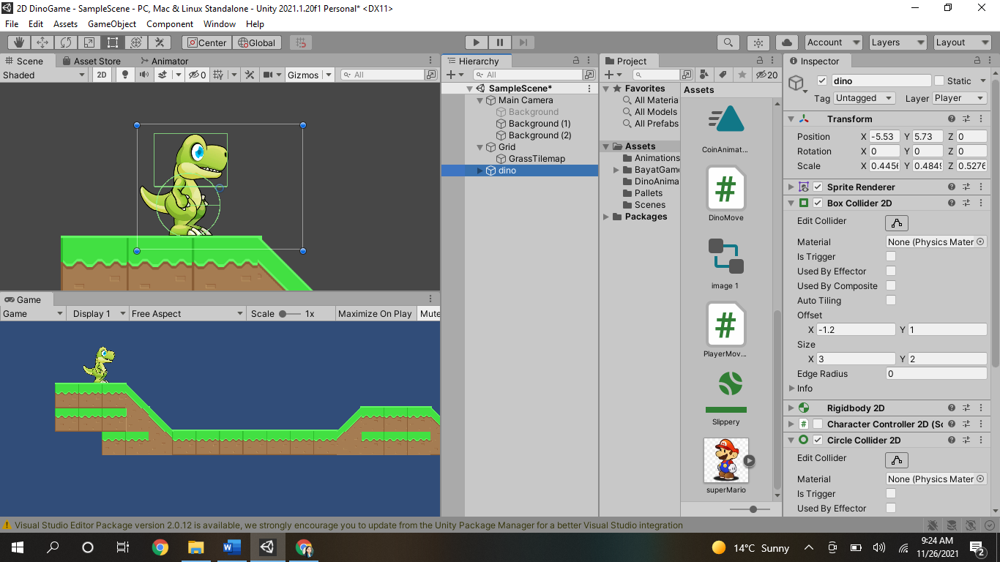 2D DinoGame - SampleScene - PC, Mac & Linux Standalone - Unity 2021.1.20f1 Personal* <DX11>
File Edit Assets GameObject Component Window Help
Center Global Account Layers Layout
Scene Asset Store Animator
Shaded 2D 0 Gizmos All
Hierarchy
All
SampleScene*
Main Camera
Background
Background (1)
Background (2)
Grid
GrassTilemap
dino
Game
Game Display 1 Free Aspect Scale 1x Maximize On Play Mute
Project
20
Favorites
All Materia
All Models
All Prefabs
Assets
Animations
BayatGame
DinoAnima
Pallets
Scenes
Packages
Assets
CoinAnimat...
#
DinoMove
image 1
#
PlayerMov...
Slippery
superMario
Inspector
dino Static
Tag Untagged Layer Player
Transform
Position X -5.53 Y 5.73 Z 0
Rotation X 0 Y 0 Z 0
Scale X 0.4456 Y 0.4849 Z 0.5276
Sprite Renderer
Box Collider 2D
Edit Collider
Material None (Physics Mater
Is Trigger
Used By Effector
Used By Composite
Auto Tiling
Offset
X -1.2 Y 1
Size
X 3 Y 2
Edge Radius 0
Info
Rigidbody 2D
# Character Controller 2D (Sc
Circle Collider 2D
Edit Collider
Material None (Physics Mater
Is Trigger
Used By Effector
Visual Studio Editor Package version 2.0.12 is available, we strongly encourage you to update from the Unity Package Manager for a better Visual Studio integration
14°C Sunny
9:24 AM
11/26/2021
2